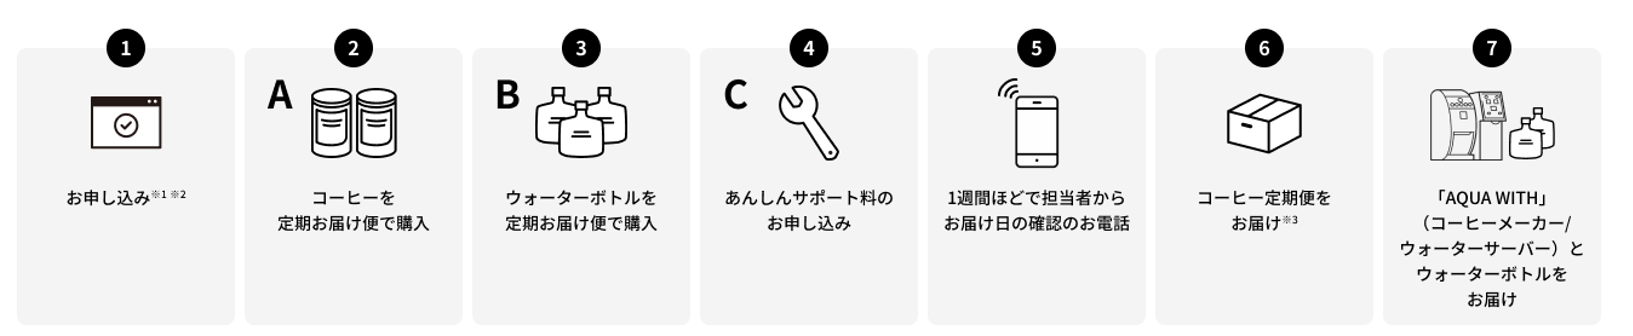 1
お申し込み※1 ※2
2
A
コーヒーを
定期お届け便で購入
3
B
ウォーターボトルを
定期お届け便で購入
4
C
あんしんサポート料の
お申し込み
5
1週間ほどで担当者から
お届け日の確認のお電話
6
コーヒー定期便を
お届け※3
7
「AQUA WITH」
（コーヒーメーカー/
ウォーターサーバー）と
ウォーターボトルを
お届け